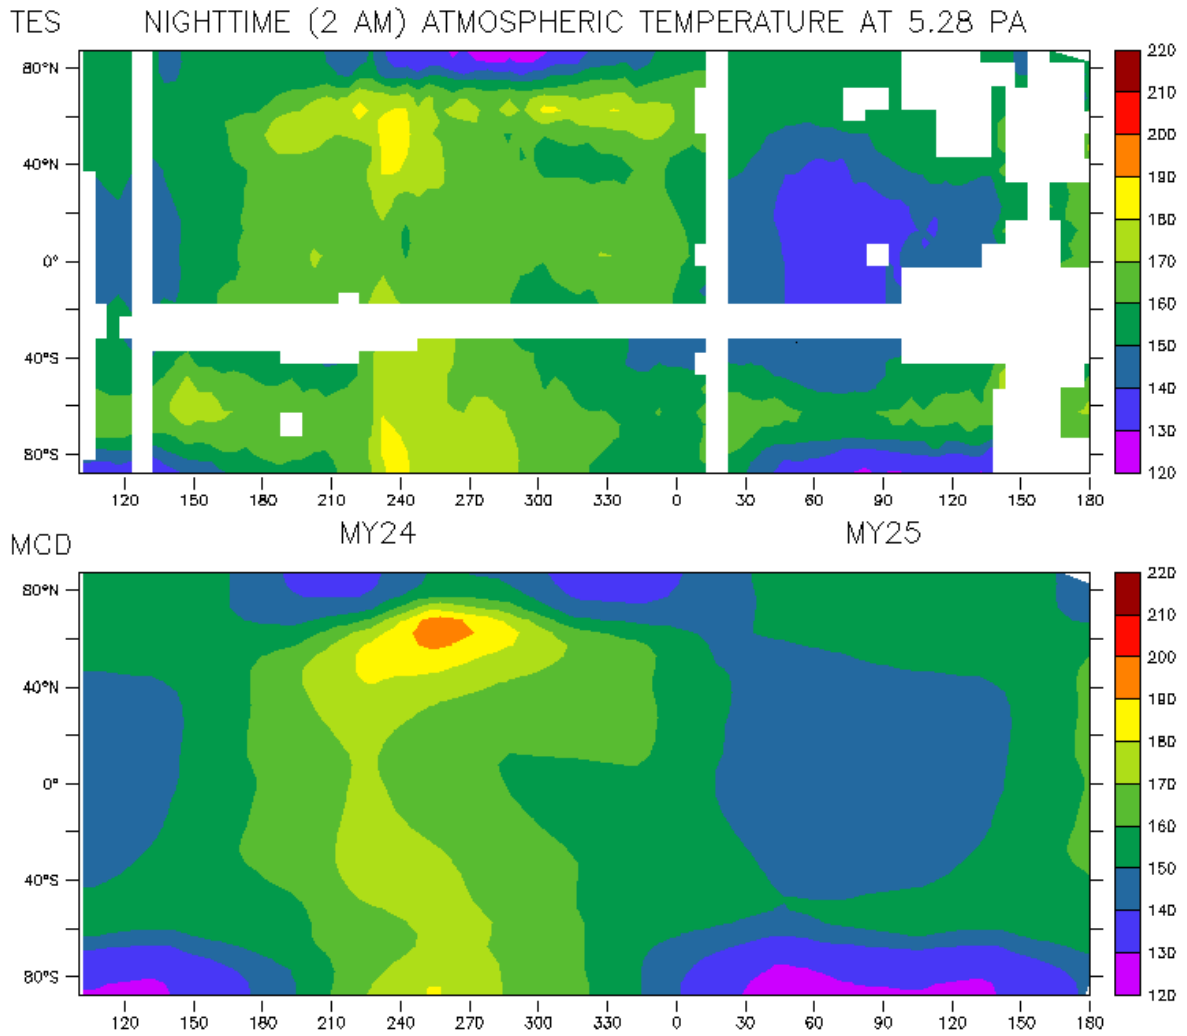 TES NIGHTTIME (2 AM) ATMOSPHERIC TEMPERATURE AT 5.28 PA
80°N
40°N
0°
40°S
80°S
120 150 180 210 240 270 300 330 0 30 60 90 120 150 180
220
210
200
190
180
170
160
150
140
130
120
MY24 MY25
MCD
80°N
40°N
0°
40°S
80°S
120 150 180 210 240 270 300 330 0 30 60 90 120 150 180
220
210
200
190
180
170
160
150
140
130
120